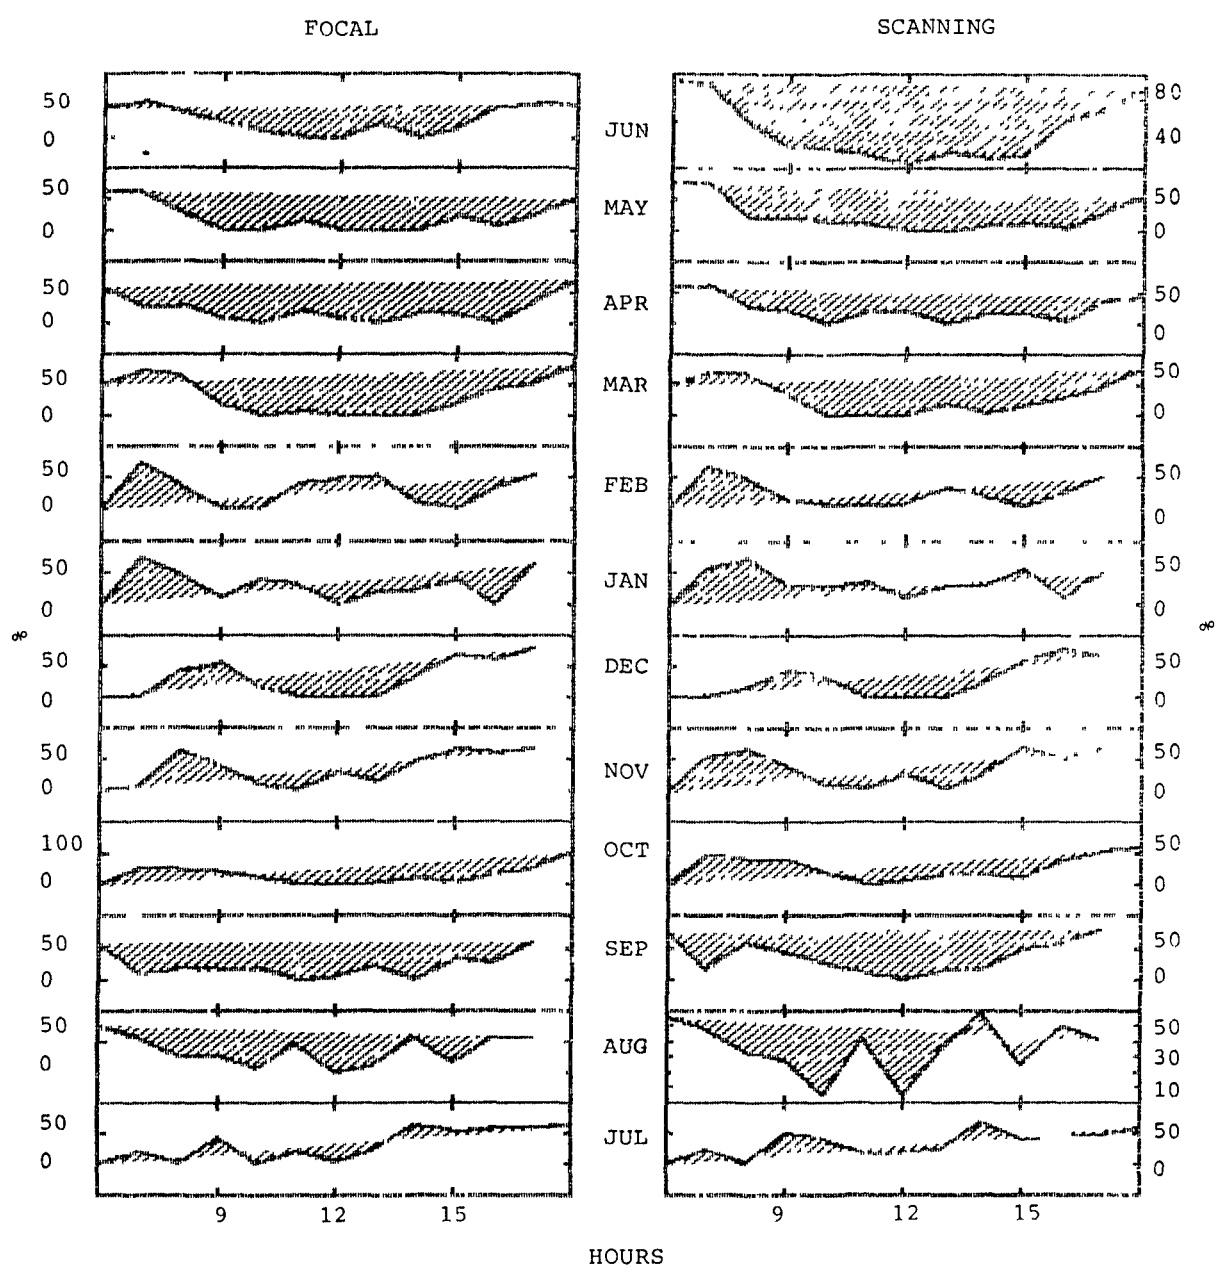 FOCAL SCANNING
50 80
0 JUN 40
50 MAY 50
0 0
50 APR 50
0 0
50 MAR 50
0 0
50 FEB 50
0 0
50 JAN 50
0 0
% %
50 DEC 50
0 0
50 NOV 50
0 0
100 OCT 50
0 0
50 SEP 50
0 0
50 AUG 50
0 30
10
50 JUL 50
0 0
9 12 15 9 12 15
HOURS